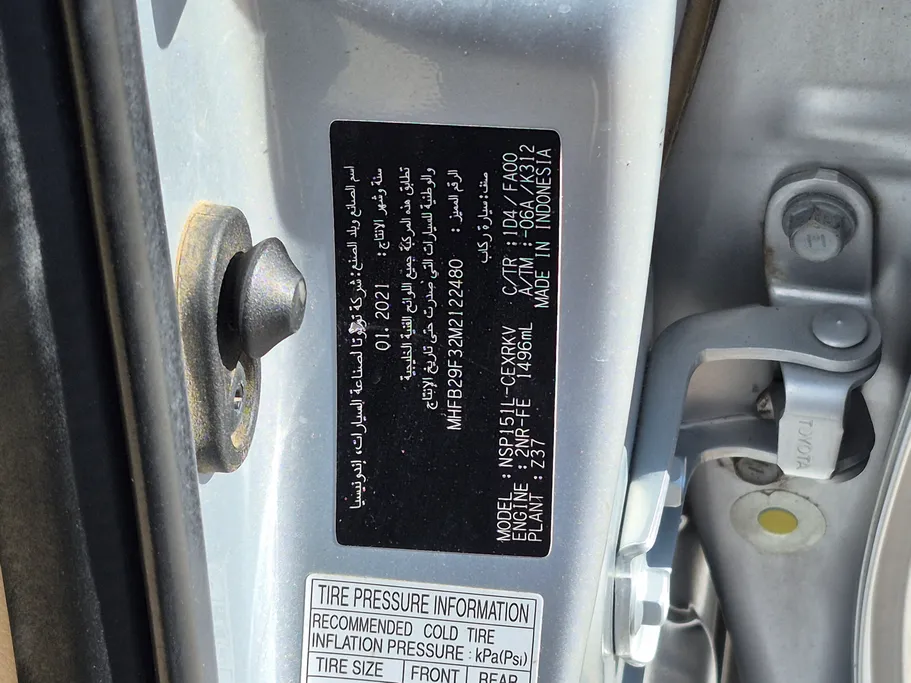 اسم الصانع وبلد الصنع: شركة تويوتا لصناعة السيارات، إندونيسيا
سنة وشهر الانتاج: 01. 2021
تطابق هذه المركبة جميع اللوائح الفنية الخليجية
والوطنية للسيارات التي صدرت حتى تاريخ الإنتاج
الرقم المميز: MHFB29F32M2122480
صنف: سيارة ركب
MODEL : NSP151L-CEXRKV C/TR : 1D4/FA00
ENGINE : 2NR-FE 1496mL A/TM : -06A/K312
PLANT : Z37 MADE IN INDONESIA
TIRE PRESSURE INFORMATION
RECOMMENDED COLD TIRE
INFLATION PRESSURE : kPa(Psi)
TIRE SIZE FRONT REAR
TOYOTA